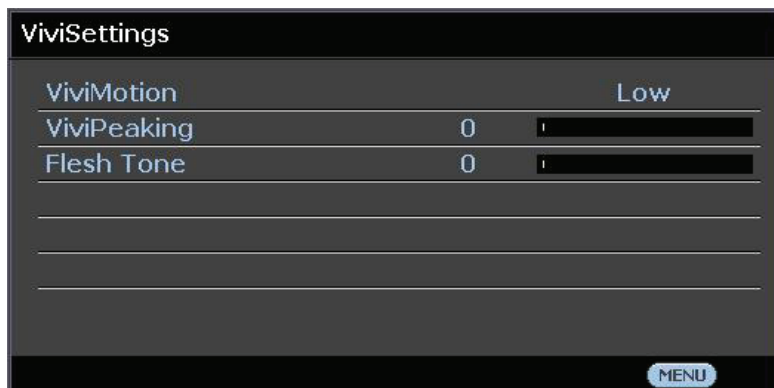 ViviSettings
ViviMotion Low
ViviPeaking 0
Flesh Tone 0
MENU